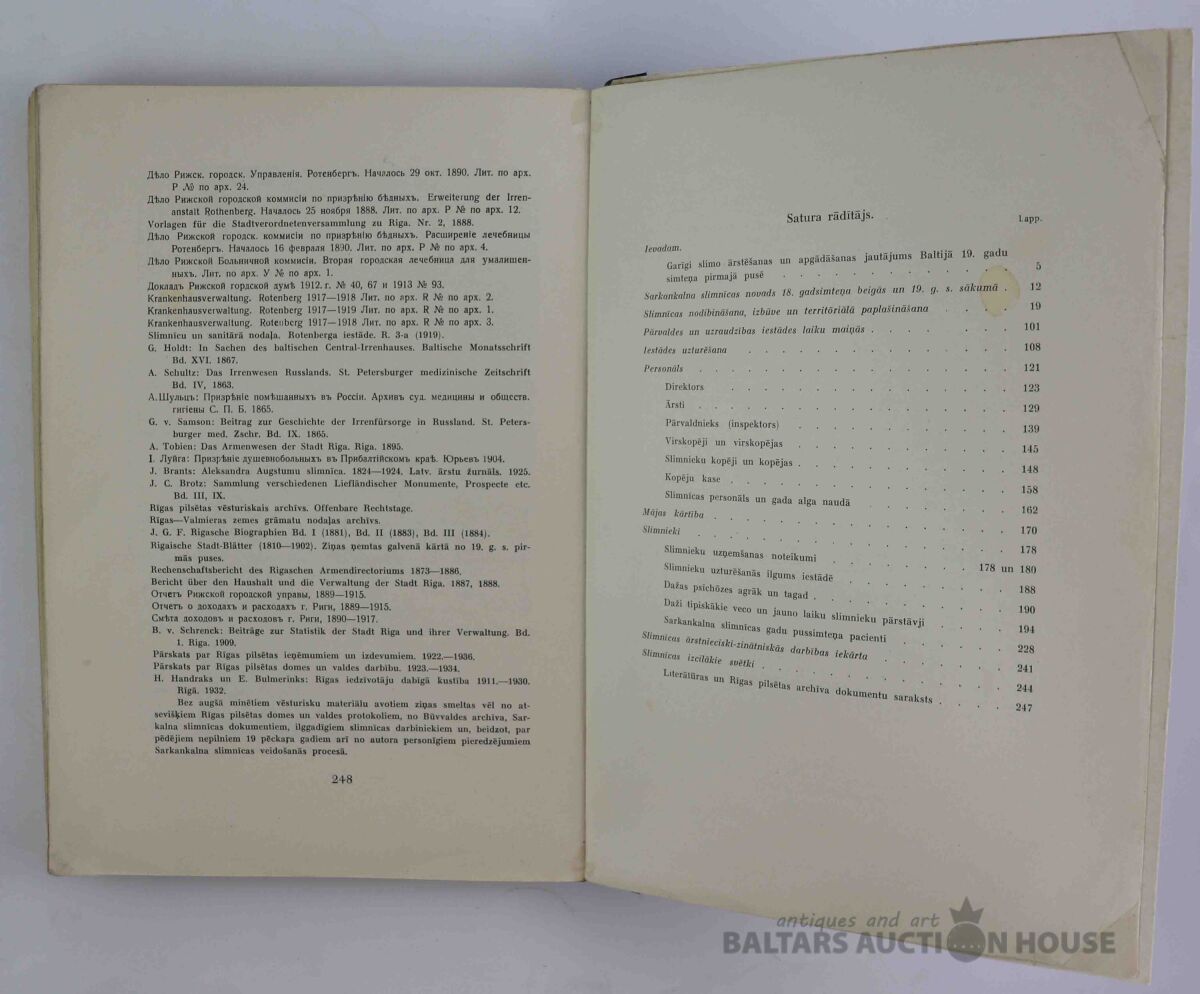 Дѣло Рижск. городск. Управленія. Ротенбергъ. Началось 29 окт. 1890. Лит. по арх.
Р № по арх. 24.
Дѣло Рижской городской коммисіи по призрѣнію бѣдныхъ. Erweiterung der Irren-
anstalt Rothenberg. Началось 25 ноября 1888. Лит. по арх. Р № по арх. 12.
Vorlagen für die Stadtverordnetenversammlung zu Riga. Nr. 2, 1888.
Дѣло Рижской городск. коммисіи по призрѣнію бѣдныхъ. Расширеніе лечебницы
Ротенбергъ. Началось 16 февраля 1890. Лит. по арх. Р № по арх. 4.
Дѣло Рижской Больничной коммисіи. Вторая городская лечебница для умалишен-
ныхъ. Лит. по арх. У № по арх. 1.
Докладъ Рижской гордской думѣ 1912. г. № 40, 67 и 1913 № 93.
Krankenhausverwaltung. Rotenberg 1917—1918 Лит. по арх. R № по арх. 2.
Krankenhausverwaltung. Rotenberg 1917—1919 Лит. по арх. R № по арх. 1.
Krankenhausverwaltung. Rotenberg 1917—1918 Лит. по арх. R № по арх. 3.
Slimnīcu un sanitārā nodaļa. Rotenberga iestāde. R. 3-a (1919).
G. Holdt: In Sachen des baltischen Central-Irrenhauses. Baltische Monatsschrift
Bd. XVI. 1867.
A. Schultz: Das Irrenwesen Russlands. St. Petersburger medizinische Zeitschrift
Bd. IV, 1863.
А.Шульцъ: Призрѣніе помѣшанныхъ въ Россіи. Архивъ суд. медицины и обществ.
гигіены С. П. Б. 1865.
G. v. Samson: Beitrag zur Geschichte der Irrenfürsorge in Russland. St. Peters-
burger med. Zschr. Bd. IX. 1865.
A. Tobien: Das Armenwesen der Stadt Riga. Riga. 1895.
І. Луйга: Призрѣніе душевнобольныхъ въ Прибалтійскомъ краѣ. Юрьевъ 1904.
J. Brants: Aleksandra Augstumu slimnīca. 1824—1924. Latv. ārstu žurnāls. 1925.
J. C. Brotz: Sammlung verschiedenen Liefländischer Monumente, Prospecte etc.
Bd. III, IX.
Rīgas pilsētas vēsturiskais archīvs. Offenbare Rechtstage.
Rīgas—Valmieras zemes grāmatu nodaļas archīvs.
J. G. F. Rigasche Biographien Bd. I (1881), Bd. II (1883), Bd. III (1884).
Rigaische Stadt-Blätter (1810—1902). Ziņas ņemtas galvenā kārtā no 19. g. s. pir-
mās puses.
Rechenschaftsbericht des Rigaschen Armendirectoriums 1873—1886.
Bericht über den Haushalt und die Verwaltung der Stadt Riga. 1887, 1888.
Отчетъ Рижской городской управы, 1889—1915.
Отчетъ о доходахъ и расходахъ г. Риги, 1889—1915.
Смѣта доходовъ и расходовъ г. Риги, 1890—1917.
B. v. Schrenck: Beiträge zur Statistik der Stadt Riga und ihrer Verwaltung. Bd.
1. Riga. 1909.
Pārskats par Rīgas pilsētas ieņēmumiem un izdevumiem. 1922.—1936.
Pārskats par Rīgas pilsētas domes un valdes darbību. 1923.—1934.
H. Handraks un E. Bulmerinks: Rīgas iedzīvotāju dabīgā kustība 1911.—1930.
Rīgā. 1932.
Bez augšā minētiem vēsturisku materiālu avotiem ziņas smeltas vēl no at-
sevišķiem Rīgas pilsētas domes un valdes protokoliem, no Būvvaldes archīva, Sar-
kalna slimnīcas dokumentiem, ilggadīgiem slimnīcas darbiniekiem un, beidzot, par
pēdējiem nepilniem 19 pēckaŗa gadiem arī no autora personīgiem pieredzējumiem
Sarkankalna slimnīcas veidošanās procesā.
248
Satura rādītājs.
Lapp.
Ievadam.
Garīgi slimo ārstēšanas un apgādāšanas jautājums Baltijā 19. gadu
simteņa pirmajā pusē . . . . . . . . . . 5
Sarkankalna slimnīcas novads 18. gadsimteņa beigās un 19. g. s. sākumā . 12
Slimnīcas nodibināšana, izbūve un territōriālā paplašināšana . . . . 19
Pārvaldes un uzraudzības iestādes laiku maiņās . . . . . . . 101
Iestādes uzturēšana . . . . . . . . . . . . 108
Personāls . . . . . . . . . . . . . . 121
Direktors . . . . . . . . . . . . 123
Ārsti . . . . . . . . . . . . . 129
Pārvaldnieks (inspektors) . . . . . . . . . 139
Virskopēji un virskopējas . . . . . . . . . 145
Slimnieku kopēji un kopējas . . . . . . . . . 148
Kopēju kase . . . . . . . . . . . . 158
Slimnīcas personāls un gada alga naudā . . . . . . 162
Mājas kārtība . . . . . . . . . . . . . 170
Slimnieki . . . . . . . . . . . . . 178
Slimnieku uzņemšanas noteikumi . . . . . . 178 un 180
Slimnieku uzturēšanās ilgums iestādē . . . . . . . 188
Dažas psichōzes agrāk un tagad . . . . . . . . 190
Daži tipiskākie veco un jauno laiku slimnieku pārstāvji . . . . 194
Sarkankalna slimnīcas gadu pussimteņa pacienti . . . . . 228
Slimnīcas ārstnieciski-zinātniskās darbības iekārta . . . . . . 241
Slimnīcas izcilākie svētki . . . . . . . . . . 244
Literātūras un Rīgas pilsētas archīva dokumentu saraksts . . . . 247
antiques and art
BALTARS AUCTION HOUSE